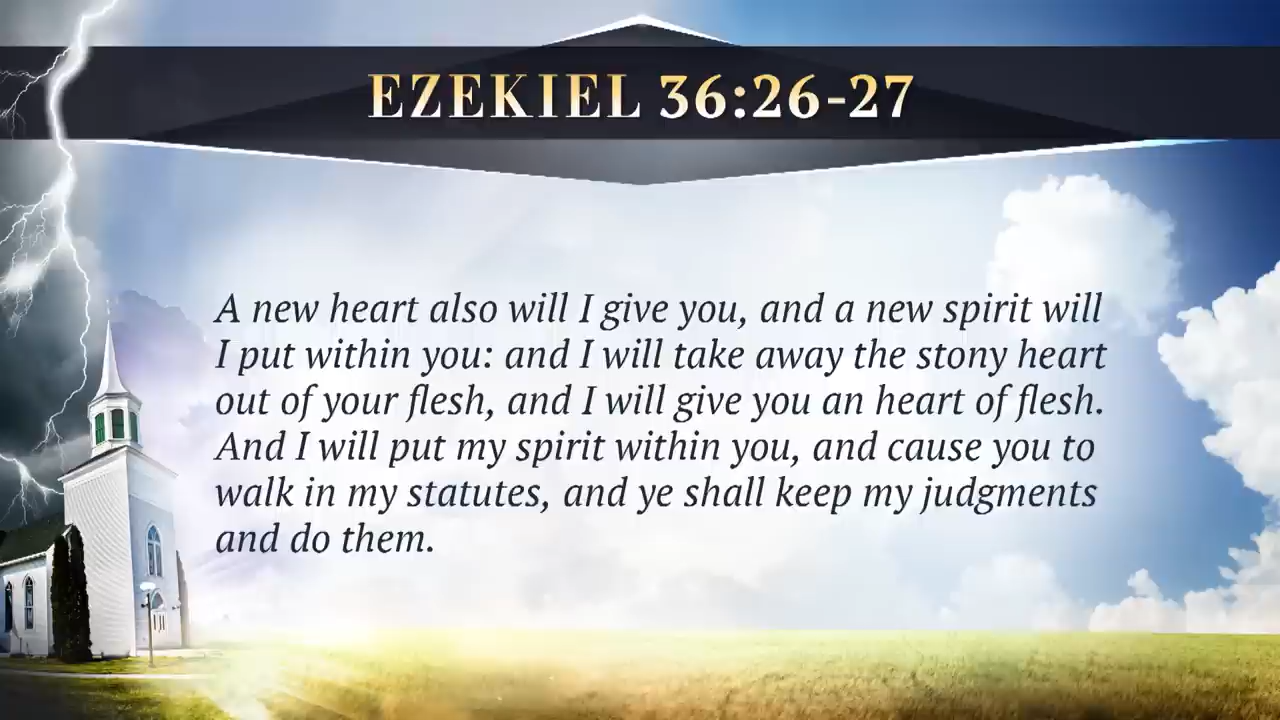 EZEKIEL 36:26-27
A new heart also will I give you, and a new spirit will
I put within you: and I will take away the stony heart
out of your flesh, and I will give you an heart of flesh.
And I will put my spirit within you, and cause you to
walk in my statutes, and ye shall keep my judgments
and do them.